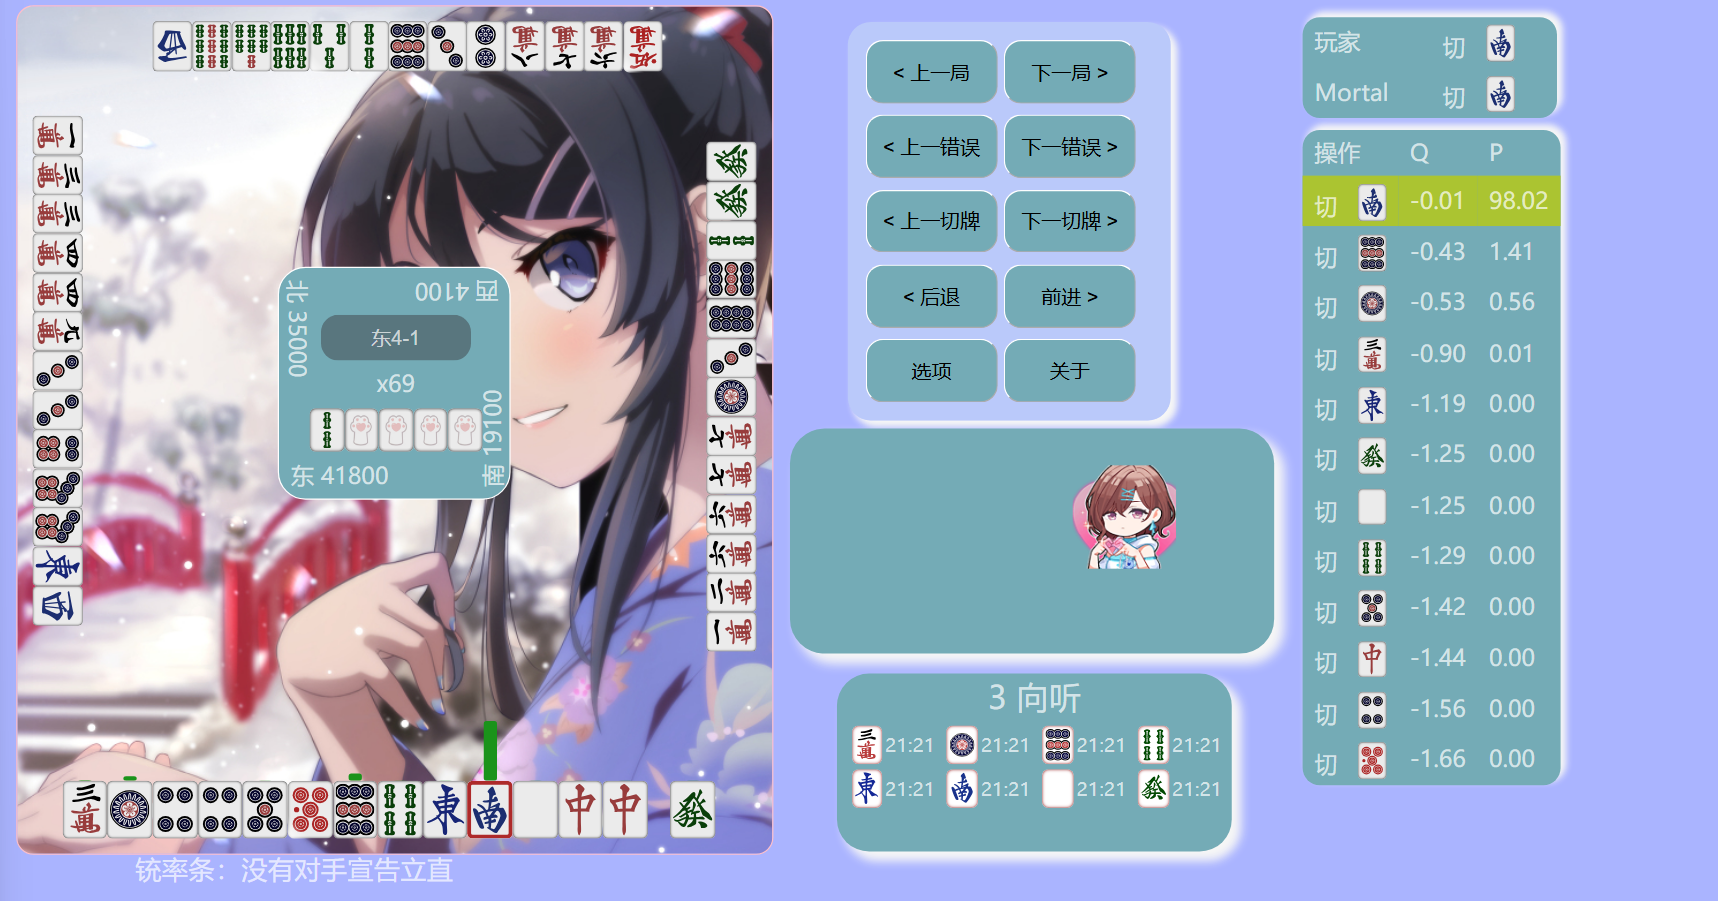 北 35000
西 4100
东4-1
x69
东 41800
南 19100
铳率条：没有对手宣告立直
< 上一局
下一局 >
< 上一错误
下一错误 >
< 上一切牌
下一切牌 >
< 后退
前进 >
选项
关于
3 向听
21:21 21:21 21:21 21:21
21:21 21:21 21:21 21:21
玩家 切
Mortal 切
操作 Q P
切 -0.01 98.02
切 -0.43 1.41
切 -0.53 0.56
切 -0.90 0.01
切 -1.19 0.00
切 -1.25 0.00
切 -1.25 0.00
切 -1.29 0.00
切 -1.42 0.00
切 -1.44 0.00
切 -1.56 0.00
切 -1.66 0.00